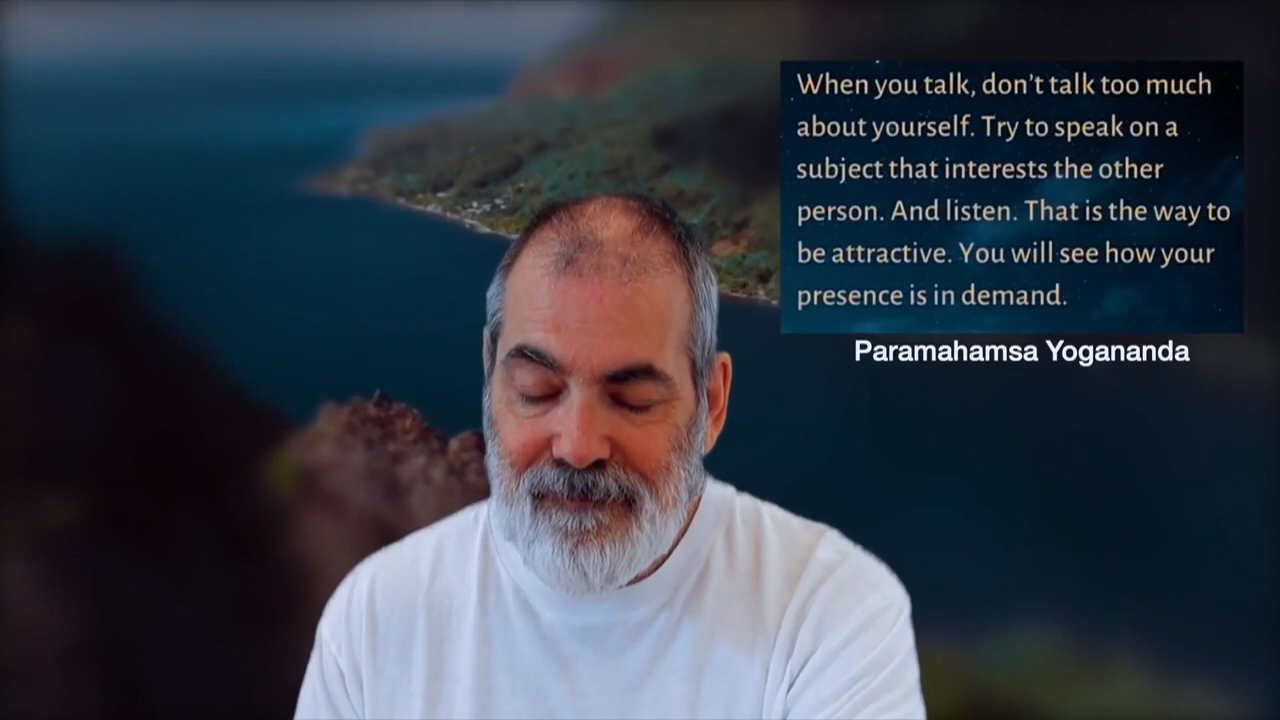 When you talk, don't talk too much
about yourself. Try to speak on a
subject that interests the other
person. And listen. That is the way to
be attractive. You will see how your
presence is in demand.
Paramahamsa Yogananda